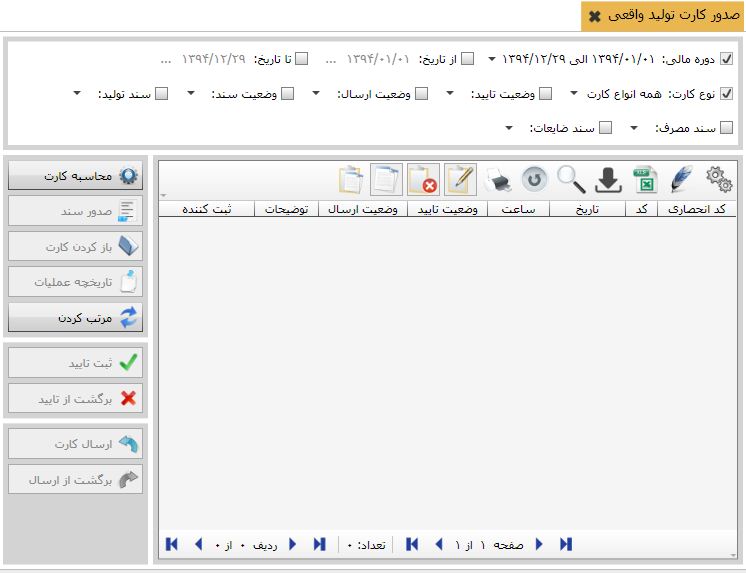 صدور کارت تولید واقعی
دوره مالی: ۱۳۹۴/۰۱/۰۱ الی ۱۳۹۴/۱۲/۲۹ از تاریخ: ۱۳۹۴/۰۱/۰۱ ... تا تاریخ: ۱۳۹۴/۱۲/۲۹ ...
نوع کارت: همه انواع کارت وضعیت تایید: وضعیت ارسال: وضعیت سند: سند تولید:
سند مصرف: سند ضایعات:
کد انحصاری کد تاریخ ساعت وضعیت تایید وضعیت ارسال توضیحات ثبت کننده
صفحه ۱ از ۱ تعداد: ۰ ردیف ۰ از ۰
محاسبه کارت
صدور سند
باز کردن کارت
تاریخچه عملیات
مرتب کردن
ثبت تایید
برگشت از تایید
ارسال کارت
برگشت از ارسال